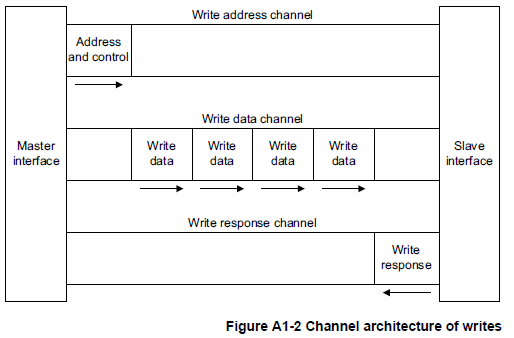 Write address channel
Address
and control
Write data channel
Master
interface
Write
data
Write
data
Write
data
Write
data
Slave
interface
Write response channel
Write
response
Figure A1-2 Channel architecture of writes